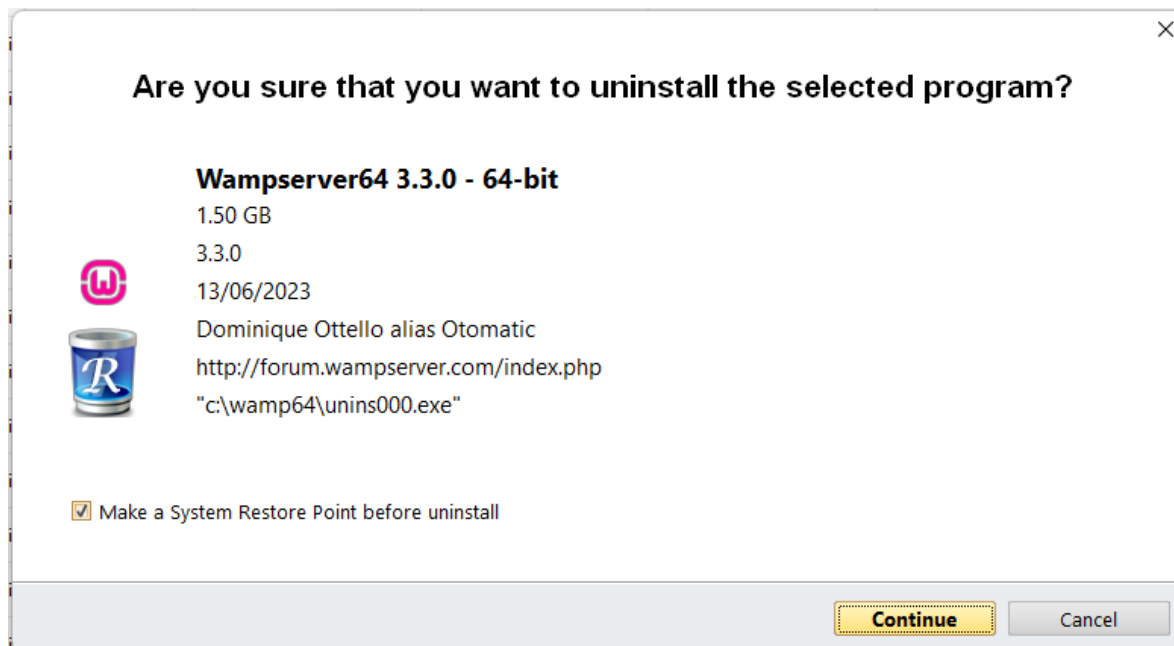 Are you sure that you want to uninstall the selected program?
Wampserver64 3.3.0 - 64-bit
1.50 GB
3.3.0
13/06/2023
Dominique Ottello alias Otomatic
http://forum.wampserver.com/index.php
"c:\wamp64\unins000.exe"
Make a System Restore Point before uninstall
Continue
Cancel